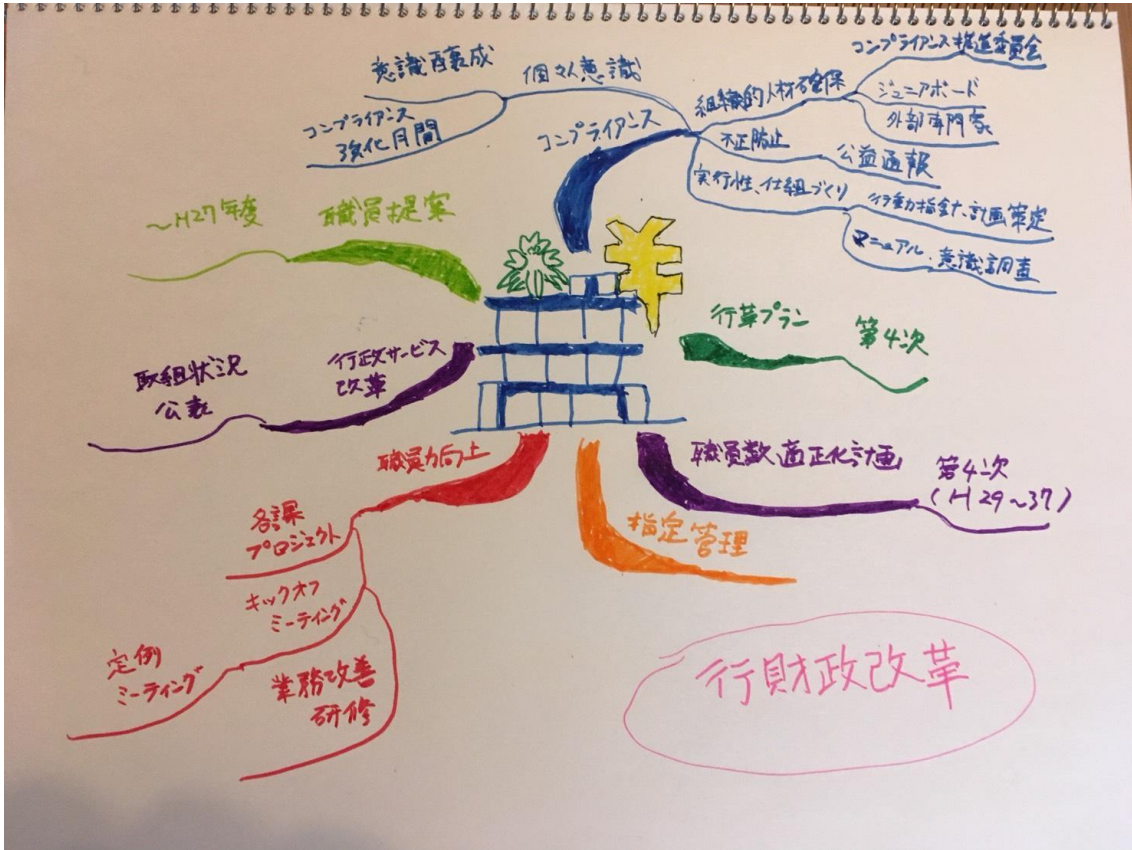 コンプライアンス推進委員会
意識醸成
個々人意識
組織的人材確保
ジュニアボード
外部専門家
コンプライアンス
強化月間
コンプライアンス
不正防止
公益通報
実行性、仕組づくり
行動指針、計画策定
マニュアル、意識調査
~H27年度
職員提案
¥
行革プラン
第4次
取組状況
公表
行政サービス
改革
職員力向上
職員数適正化計画
第4次
(H29~37)
各課
プロジェクト
指定管理
キックオフ
ミーティング
定例
ミーティング
業務改善
研修
行財政改革